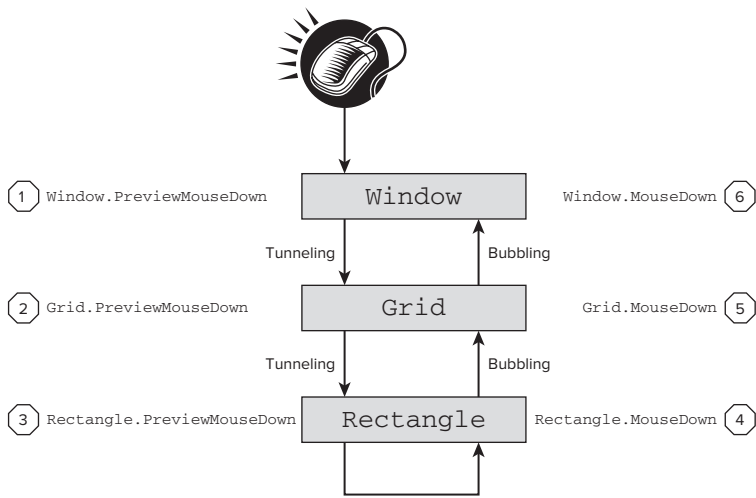 1 Window.PreviewMouseDown
Window
Window.MouseDown 6
Tunneling
Bubbling
2 Grid.PreviewMouseDown
Grid
Grid.MouseDown 5
Tunneling
Bubbling
3 Rectangle.PreviewMouseDown
Rectangle
Rectangle.MouseDown 4